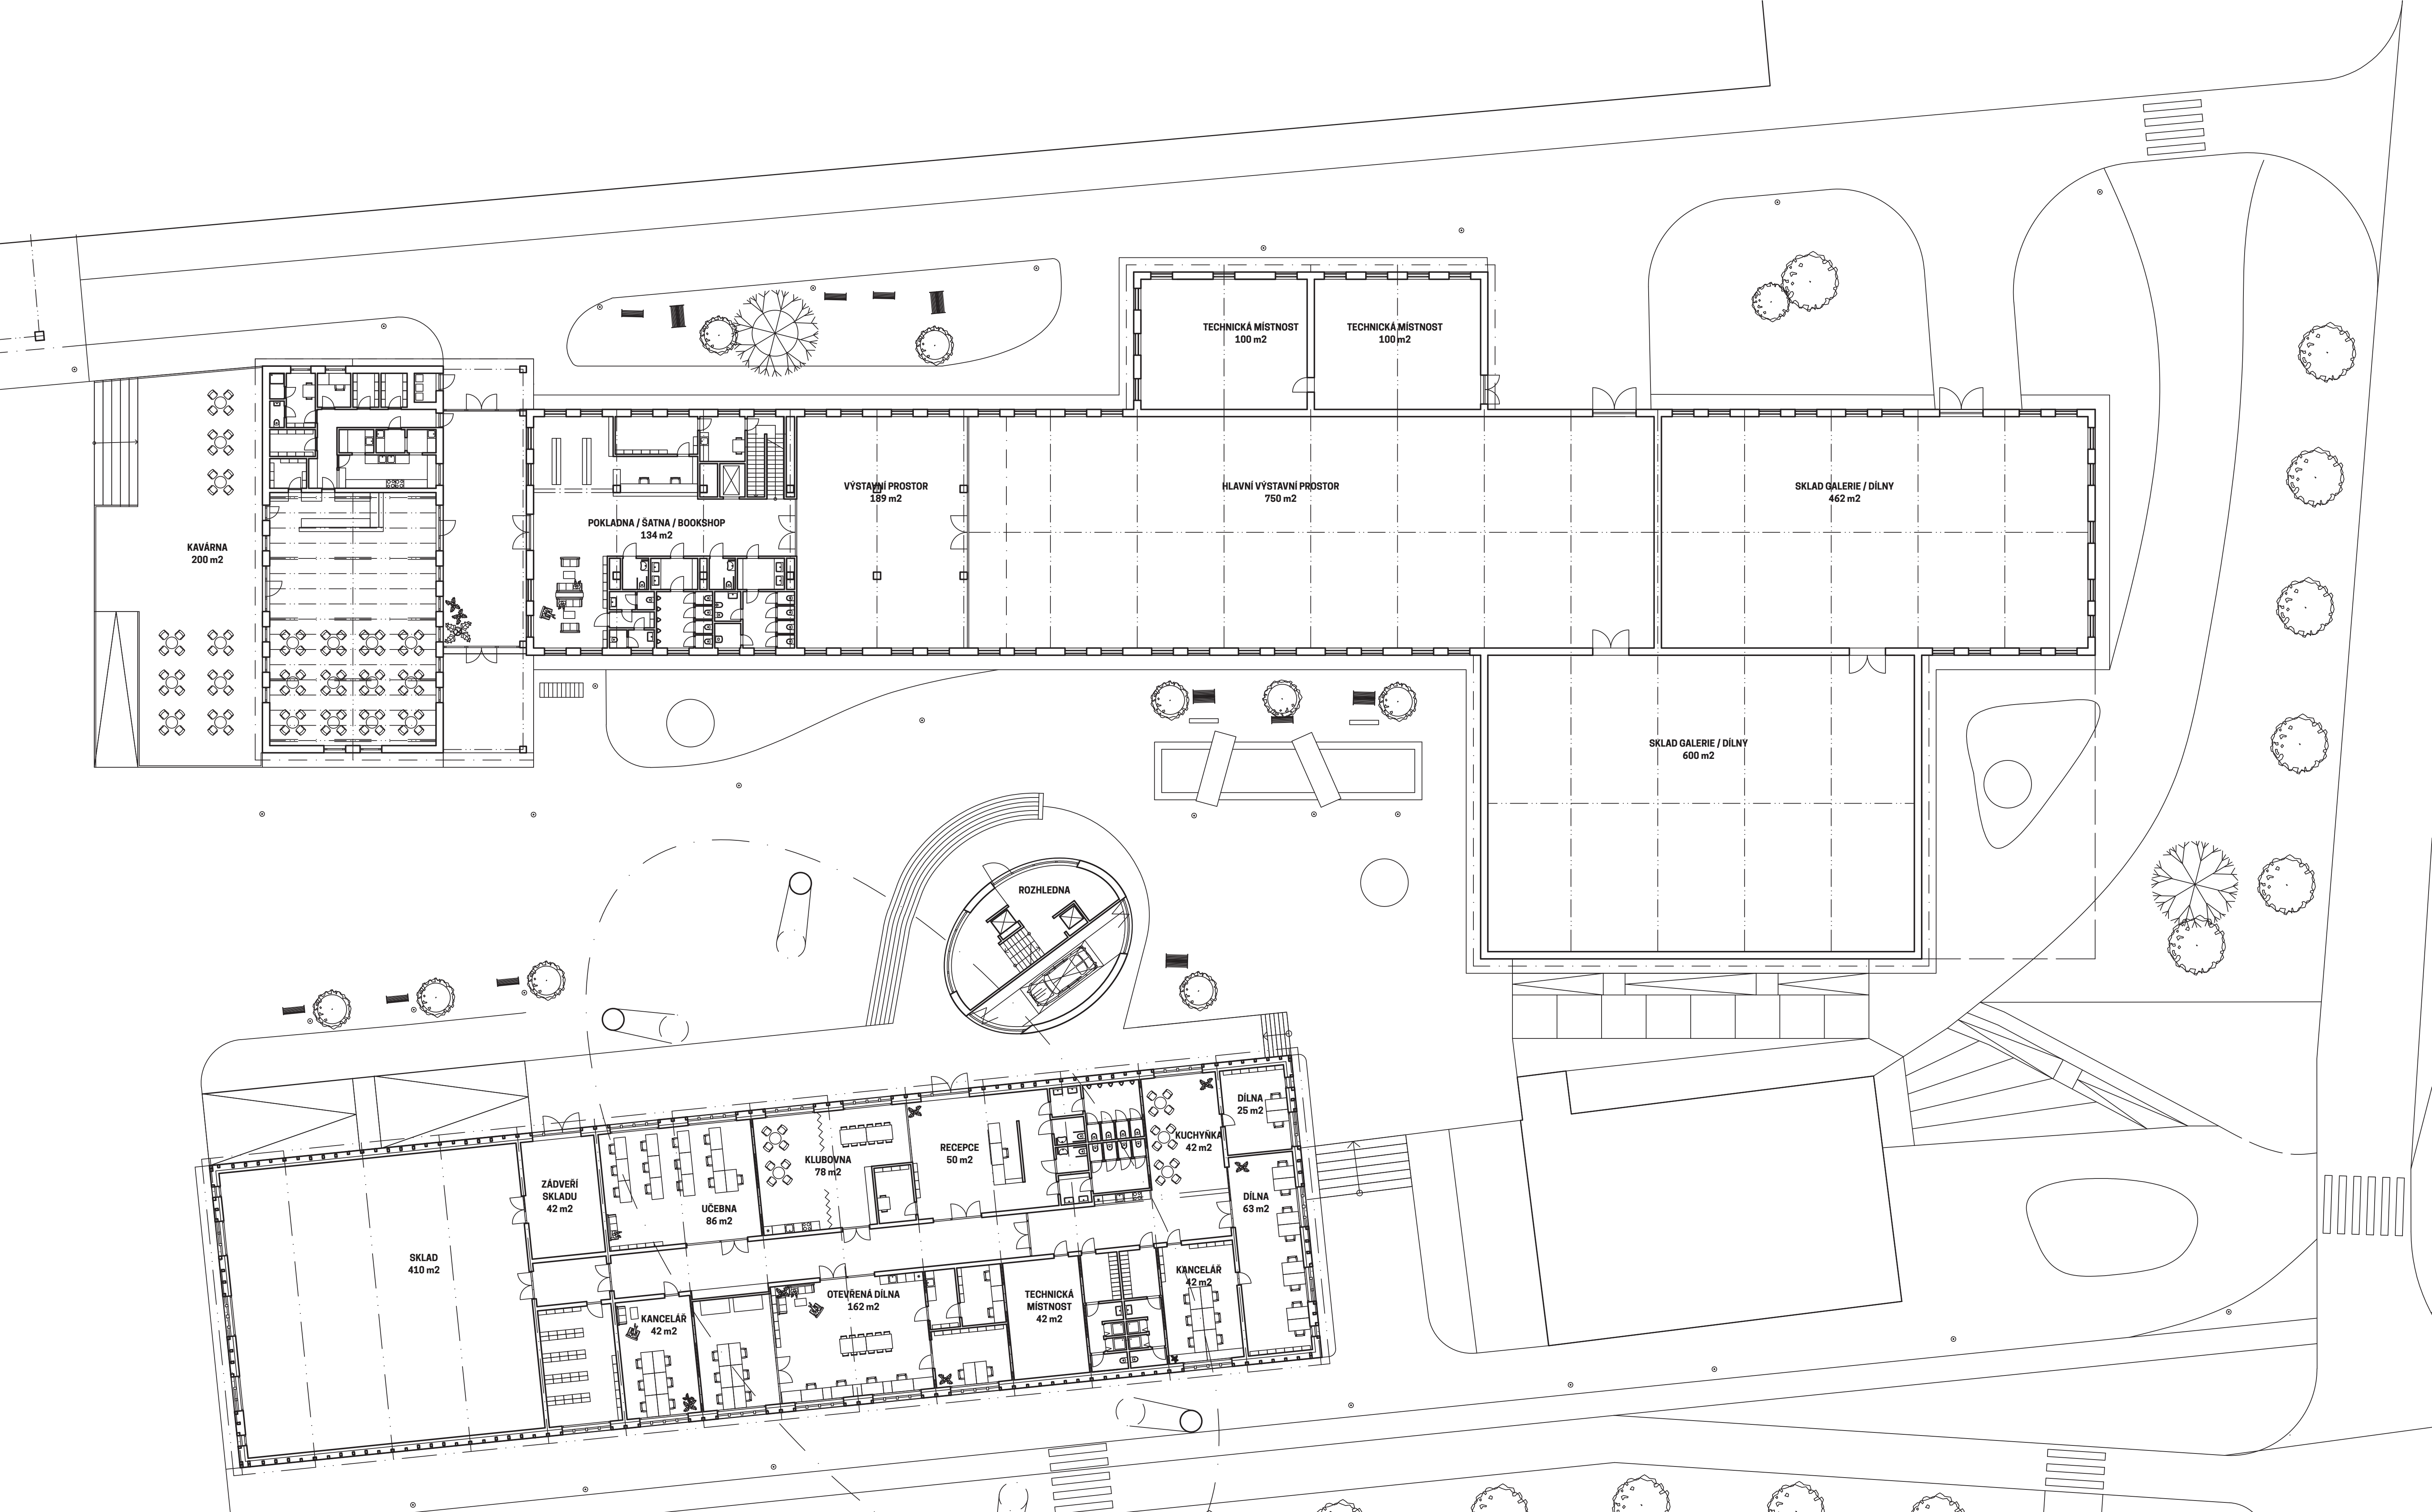 TECHNICKÁ MÍSTNOST
100 m2
TECHNICKÁ MÍSTNOST
100 m2
VÝSTAVNÍ PROSTOR
189 m2
HLAVNÍ VÝSTAVNÍ PROSTOR
750 m2
SKLAD GALERIE / DÍLNY
462 m2
POKLADNA / ŠATNA / BOOKSHOP
134 m2
KAVÁRNA
200 m2
SKLAD GALERIE / DÍLNY
600 m2
ROZHLEDNA
DÍLNA
25 m2
KUCHYŇKA
42 m2
RECEPCE
50 m2
KLUBOVNA
78 m2
ZÁDVEŘÍ
SKLADU
42 m2
UČEBNA
86 m2
DÍLNA
63 m2
SKLAD
410 m2
KANCELÁŘ
42 m2
OTEVŘENÁ DÍLNA
162 m2
TECHNICKÁ
MÍSTNOST
42 m2
KANCELÁŘ
42 m2